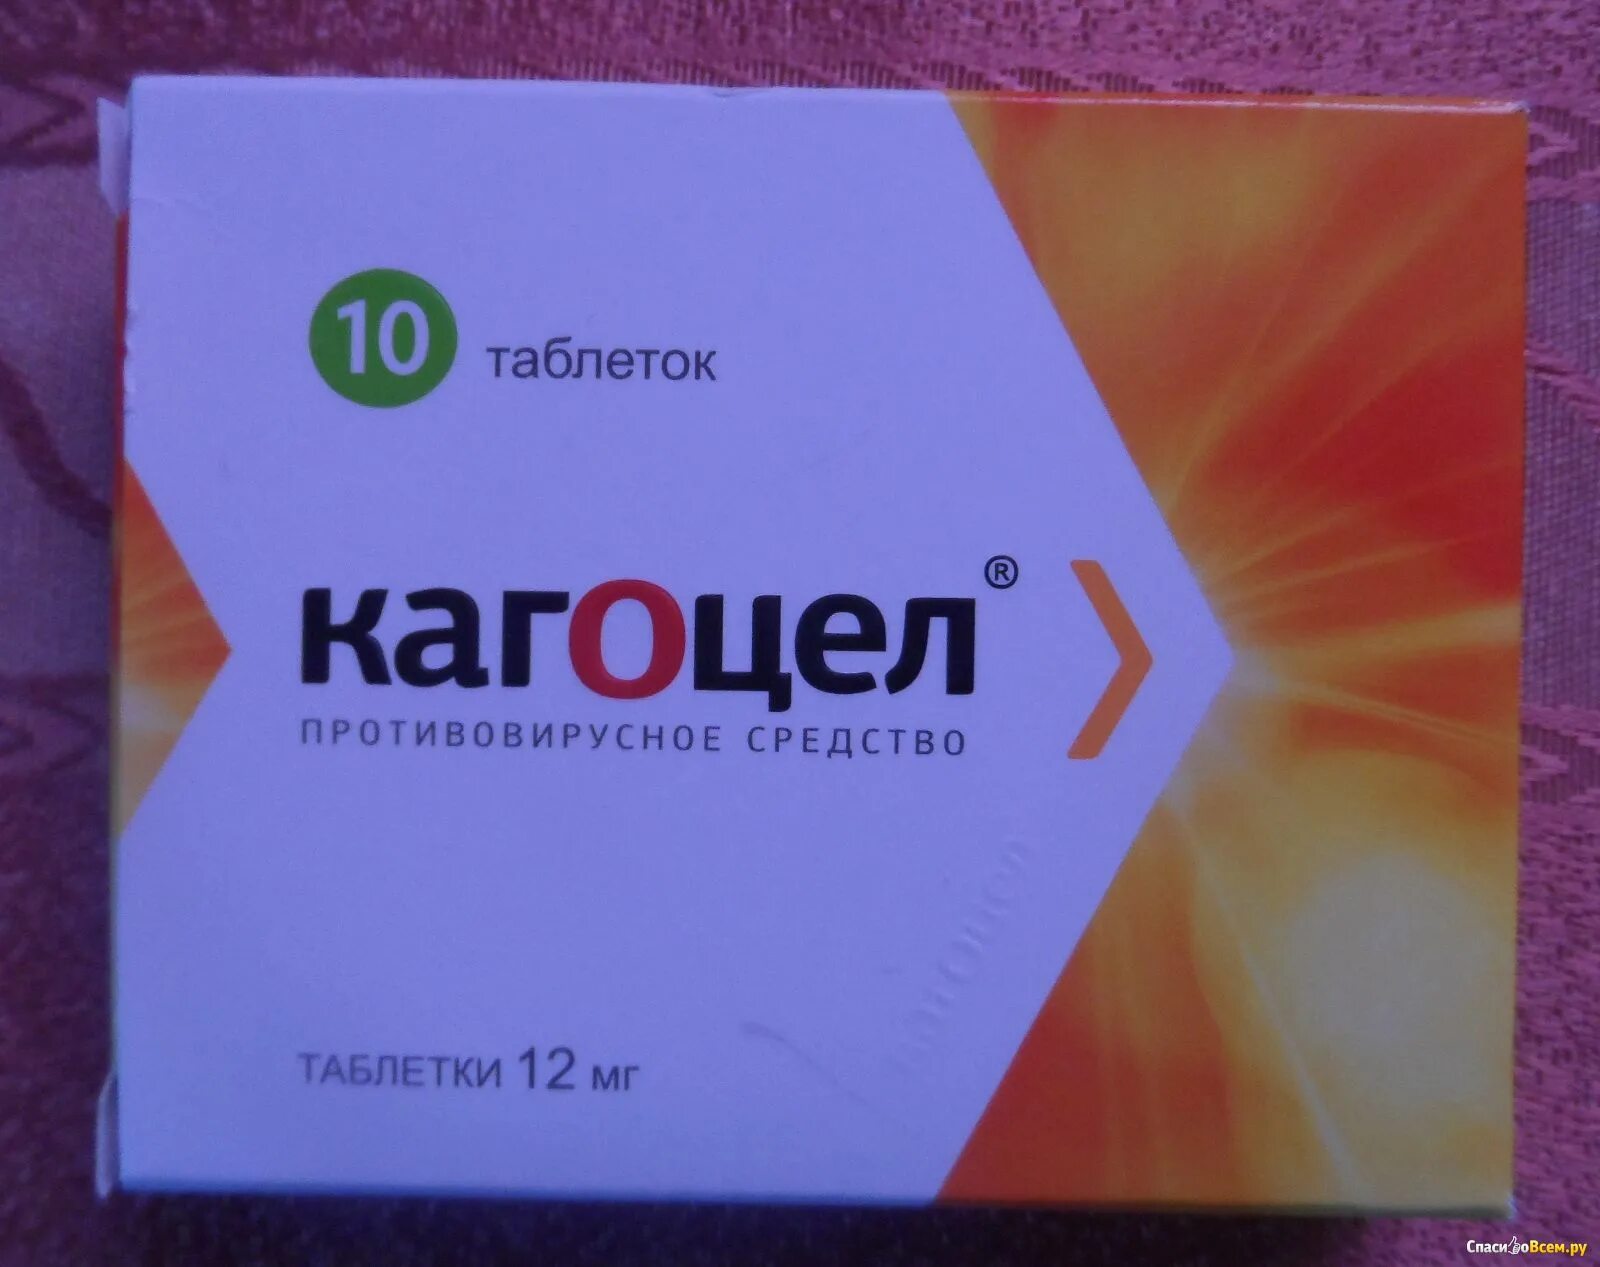 10 таблеток
кагоцел®
ПРОТИВОВИРУСНОЕ СРЕДСТВО
ТАБЛЕТКИ 12 мг
СпасибоВсем.ру